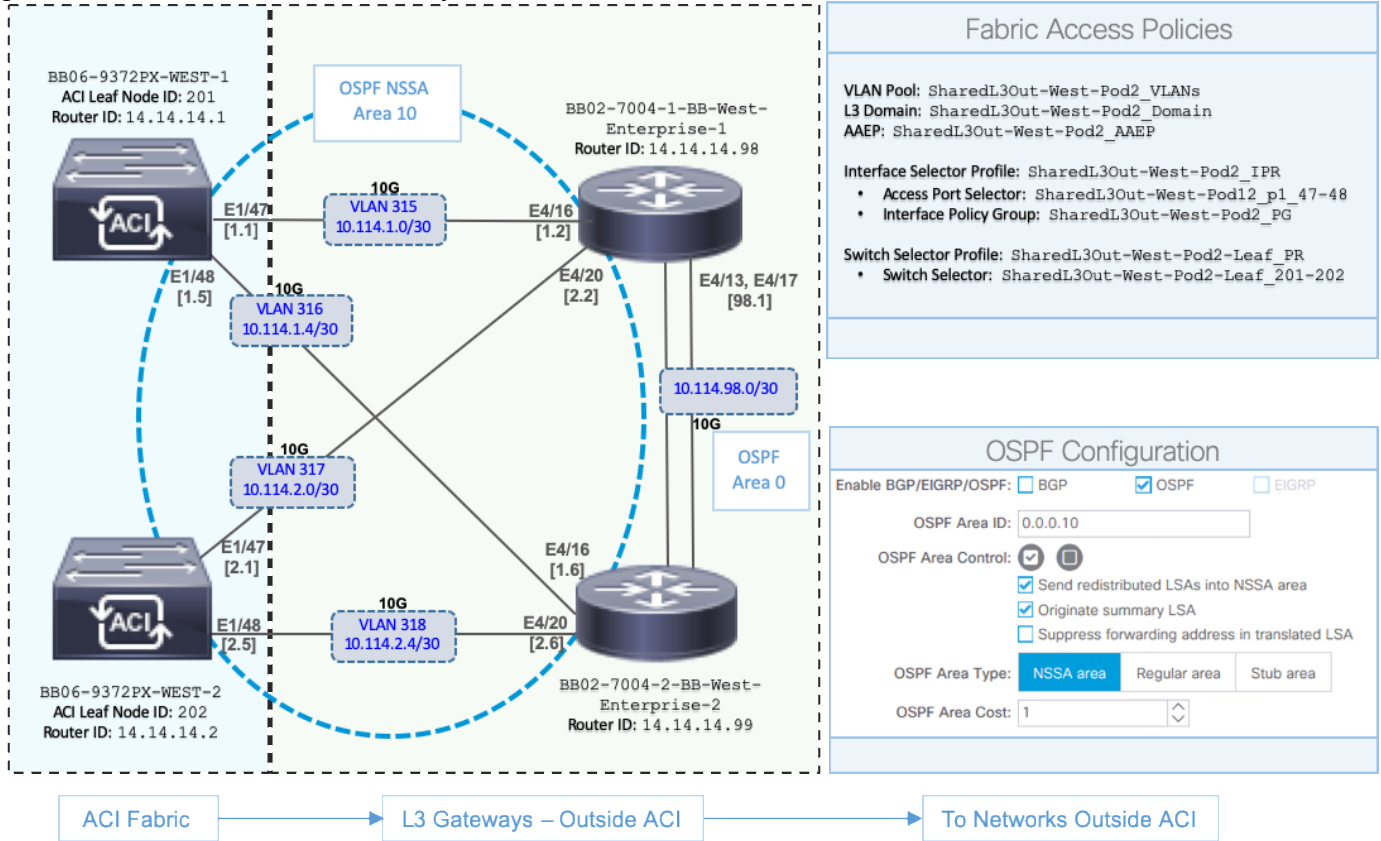 BB06-9372PX-WEST-1
ACI Leaf Node ID: 201
Router ID: 14.14.14.1
ACI
OSPF NSSA
Area 10
BB02-7004-1-BB-West-
Enterprise-1
Router ID: 14.14.14.98
E1/47
[1.1]
10G
VLAN 315
10.114.1.0/30
E4/16
[1.2]
E1/48
[1.5]
10G
VLAN 316
10.114.1.4/30
E4/20
[2.2]
E4/13, E4/17
[98.1]
10.114.98.0/30
10G
OSPF
Area 0
10G
VLAN 317
10.114.2.0/30
E1/47
[2.1]
E4/16
[1.6]
ACI
E1/48
[2.5]
10G
VLAN 318
10.114.2.4/30
E4/20
[2.6]
BB06-9372PX-WEST-2
ACI Leaf Node ID: 202
Router ID: 14.14.14.2
BB02-7004-2-BB-West-
Enterprise-2
Router ID: 14.14.14.99
Fabric Access Policies
VLAN Pool: SharedL3Out-West-Pod2_VLANs
L3 Domain: SharedL3Out-West-Pod2_Domain
AAEP: SharedL3Out-West-Pod2_AAEP
Interface Selector Profile: SharedL3Out-West-Pod2_IPR
• Access Port Selector: SharedL3Out-West-Pod12_p1_47-48
• Interface Policy Group: SharedL3Out-West-Pod2_PG
Switch Selector Profile: SharedL3Out-West-Pod2-Leaf_PR
• Switch Selector: SharedL3Out-West-Pod2-Leaf_201-202
OSPF Configuration
Enable BGP/EIGRP/OSPF: BGP OSPF EIGRP
OSPF Area ID: 0.0.0.10
OSPF Area Control:
Send redistributed LSAs into NSSA area
Originate summary LSA
Suppress forwarding address in translated LSA
OSPF Area Type: NSSA area Regular area Stub area
OSPF Area Cost: 1
ACI Fabric
L3 Gateways – Outside ACI
To Networks Outside ACI